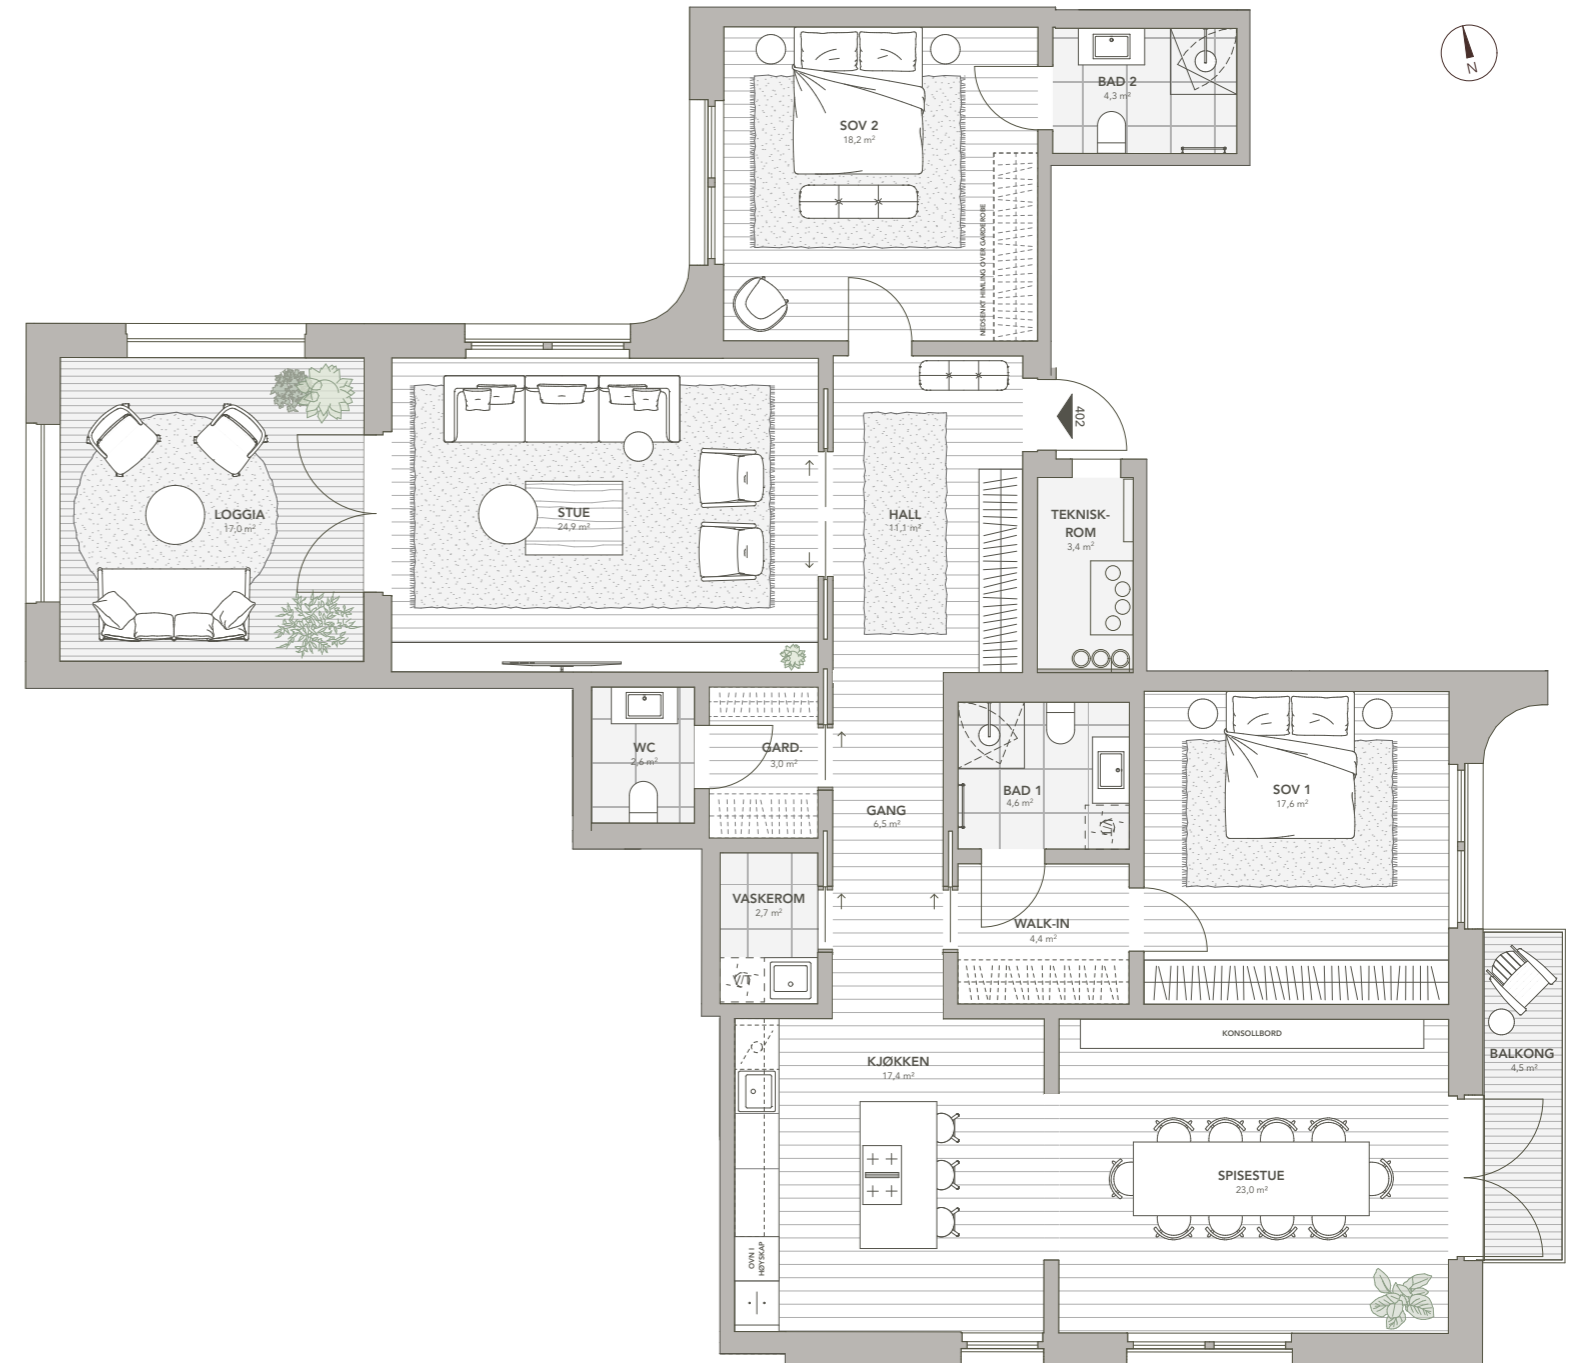 N
BAD 2
4,3 m²
SOV 2
18,2 m²
NEDSENKT HIMLING OVER GARDEROBE
402
LOGGIA
17,0 m²
STUE
24,9 m²
HALL
11,1 m²
TEKNISK-
ROM
3,4 m²
WC
2,6 m²
GARD.
3,0 m²
GANG
6,5 m²
BAD 1
4,6 m²
V/T
SOV 1
17,6 m²
VASKEROM
2,7 m²
V/T
WALK-IN
4,4 m²
KONSOLLBORD
BALKONG
4,5 m²
KJØKKEN
17,4 m²
SPISESTUE
23,0 m²
OVN I
HØYSKAP